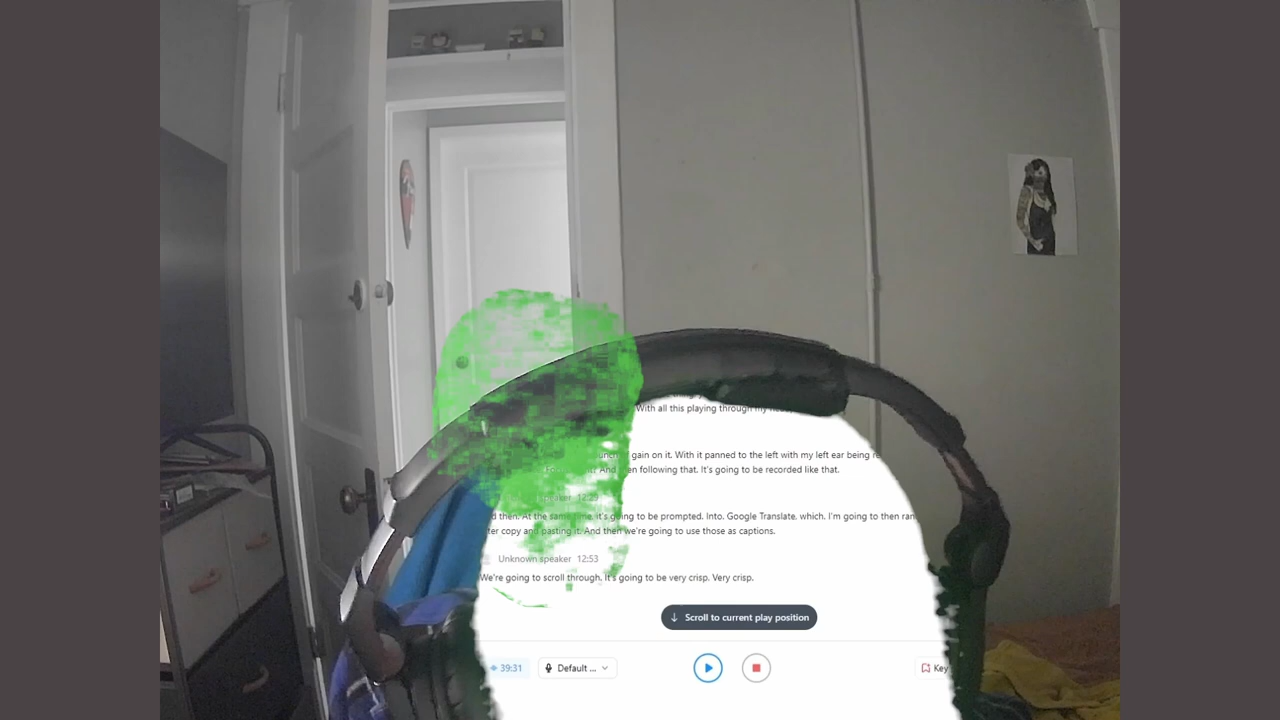 With all this playing through my
gain on it. With it panned to the left with my left ear being
And then following that. It's going to be recorded like that.
speaker 12:29
then. At the same time, it's going to be prompted. Into. Google Translate, which. I'm going to then
copy and pasting it. And then we're going to use those as captions.
Unknown speaker 12:53
We're going to scroll through. It's going to be very crisp. Very crisp.
↓ Scroll to current play position
39:31 Default ... Key